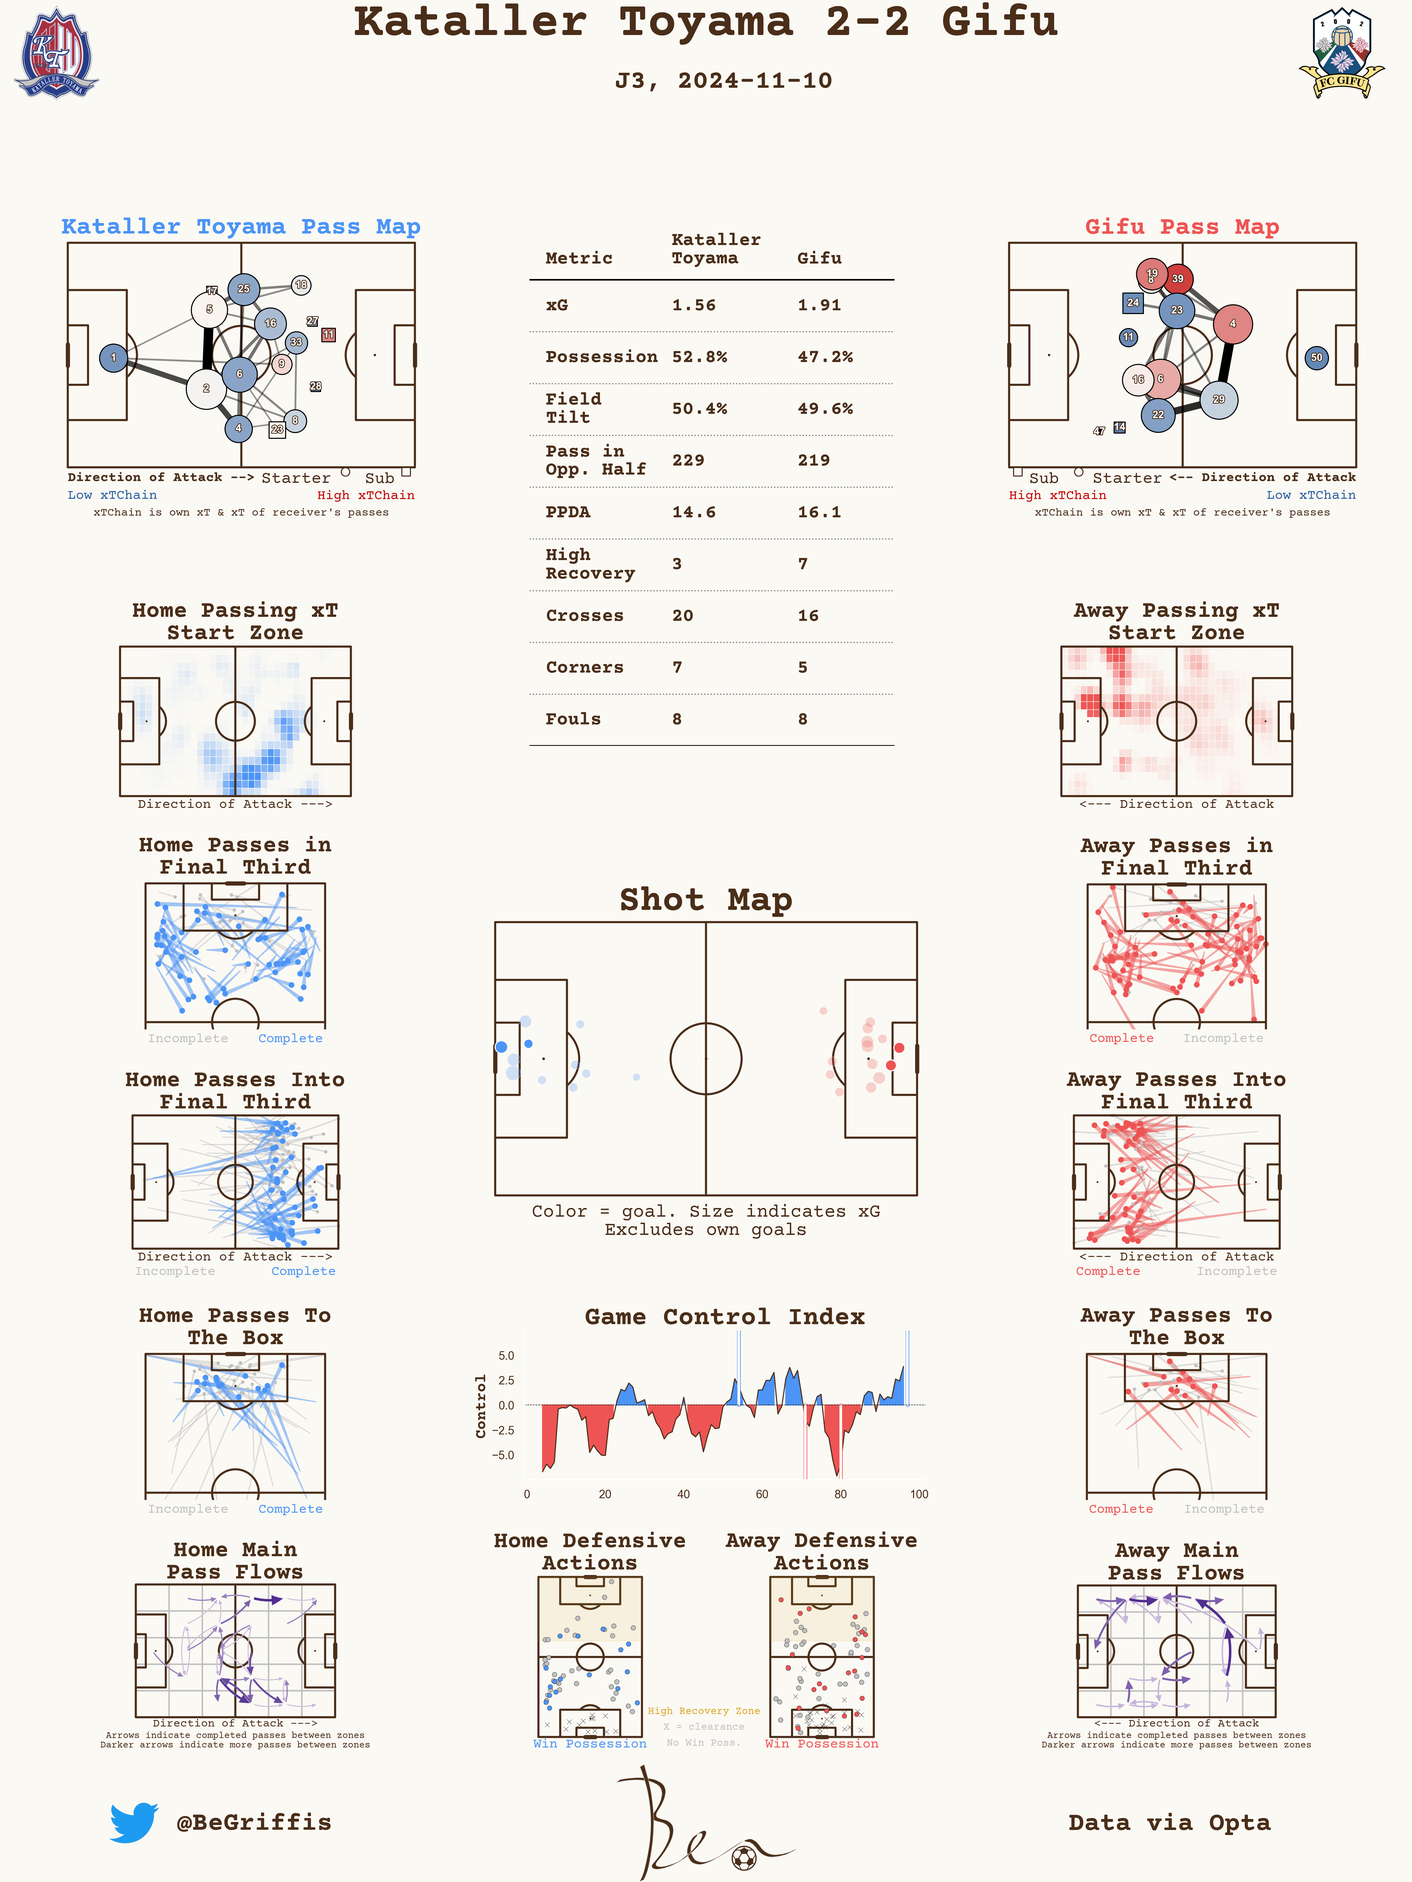 Kataller Toyama 2-2 Gifu
J3, 2024-11-10
KATALLER TOYAMA
2002
FC GIFU
Kataller Toyama Pass Map
17
25
18
5
16
27
11
33
1
9
6
2
28
8
4
23
Direction of Attack --> Starter Sub
Low xTChain High xTChain
xTChain is own xT & xT of receiver's passes
Metric Kataller Toyama Gifu
xG 1.56 1.91
Possession 52.8% 47.2%
Field Tilt 50.4% 49.6%
Pass in Opp. Half 229 219
PPDA 14.6 16.1
High Recovery 3 7
Crosses 20 16
Corners 7 5
Fouls 8 8
Gifu Pass Map
19
8
39
24
23
4
11
50
16
6
29
22
47
14
Sub Starter <-- Direction of Attack
High xTChain Low xTChain
xTChain is own xT & xT of receiver's passes
Home Passing xT
Start Zone
Direction of Attack --->
Away Passing xT
Start Zone
<--- Direction of Attack
Home Passes in
Final Third
Incomplete Complete
Away Passes in
Final Third
Complete Incomplete
Shot Map
Color = goal. Size indicates xG
Excludes own goals
Home Passes Into
Final Third
Direction of Attack --->
Incomplete Complete
Away Passes Into
Final Third
<--- Direction of Attack
Complete Incomplete
Home Passes To
The Box
Incomplete Complete
Game Control Index
Control
5.0
2.5
0.0
−2.5
−5.0
0 20 40 60 80 100
Away Passes To
The Box
Complete Incomplete
Home Main
Pass Flows
Direction of Attack --->
Arrows indicate completed passes between zones
Darker arrows indicate more passes between zones
Home Defensive
Actions
Win Possession
Away Defensive
Actions
Win Possession
High Recovery Zone
X = clearance
No Win Poss.
Away Main
Pass Flows
<--- Direction of Attack
Arrows indicate completed passes between zones
Darker arrows indicate more passes between zones
@BeGriffis
Ben
Data via Opta